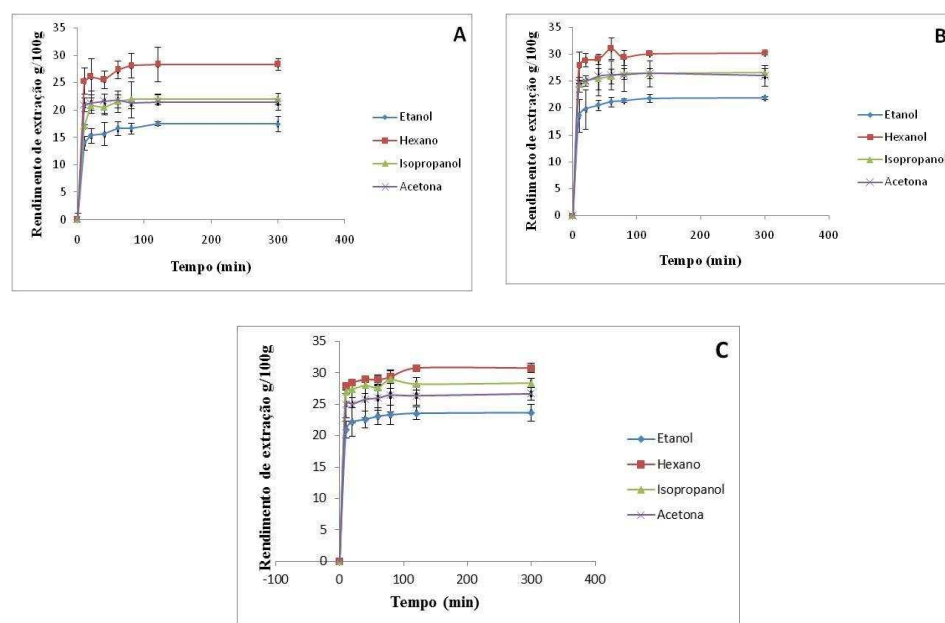 A
Rendimento de extração g/100g
35
30
25
20
15
10
5
0
0 100 200 300 400
Tempo (min)
Etanol
Hexano
Isopropanol
Acetona
B
Rendimento de extração g/100g
35
30
25
20
15
10
5
0
0 100 200 300 400
Tempo (min)
Etanol
Hexanol
Isopropanol
Acetona
C
Rendimento de extração g/100g
35
30
25
20
15
10
5
0
-100 0 100 200 300 400
Tempo (min)
Etanol
Hexano
Isopropanol
Acetona